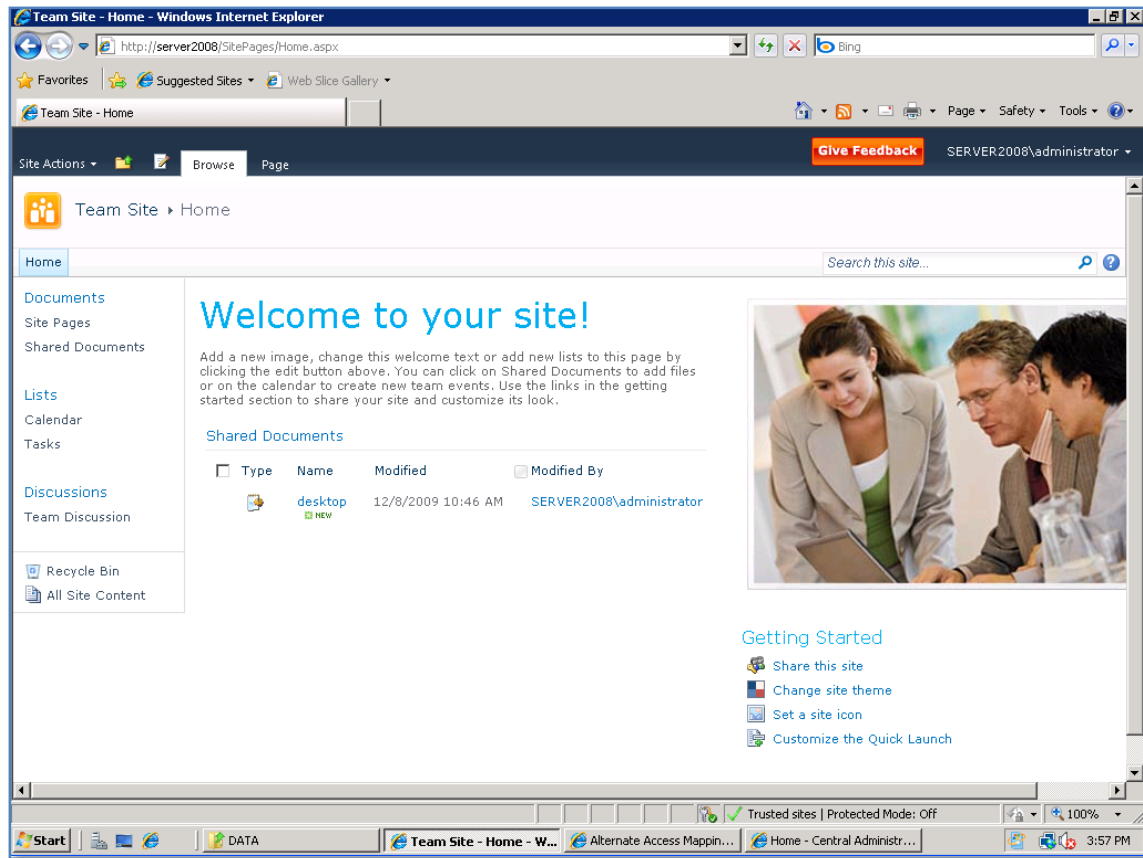 Team Site - Home - Windows Internet Explorer
http://server2008/SitePages/Home.aspx
Bing
Favorites Suggested Sites Web Slice Gallery
Team Site - Home
Page Safety Tools
Site Actions Browse Page Give Feedback SERVER2008\administrator
Team Site Home
Home
Search this site...
Documents
Site Pages
Shared Documents
Lists
Calendar
Tasks
Discussions
Team Discussion
Recycle Bin
All Site Content
Welcome to your site!
Add a new image, change this welcome text or add new lists to this page by
clicking the edit button above. You can click on Shared Documents to add files
or on the calendar to create new team events. Use the links in the getting
started section to share your site and customize its look.
Shared Documents
Type Name Modified Modified By
desktop 12/8/2009 10:46 AM SERVER2008\administrator
NEW
Getting Started
Share this site
Change site theme
Set a site icon
Customize the Quick Launch
Trusted sites | Protected Mode: Off 100%
Start DATA Team Site - Home - W... Alternate Access Mappin... Home - Central Administr... 3:57 PM